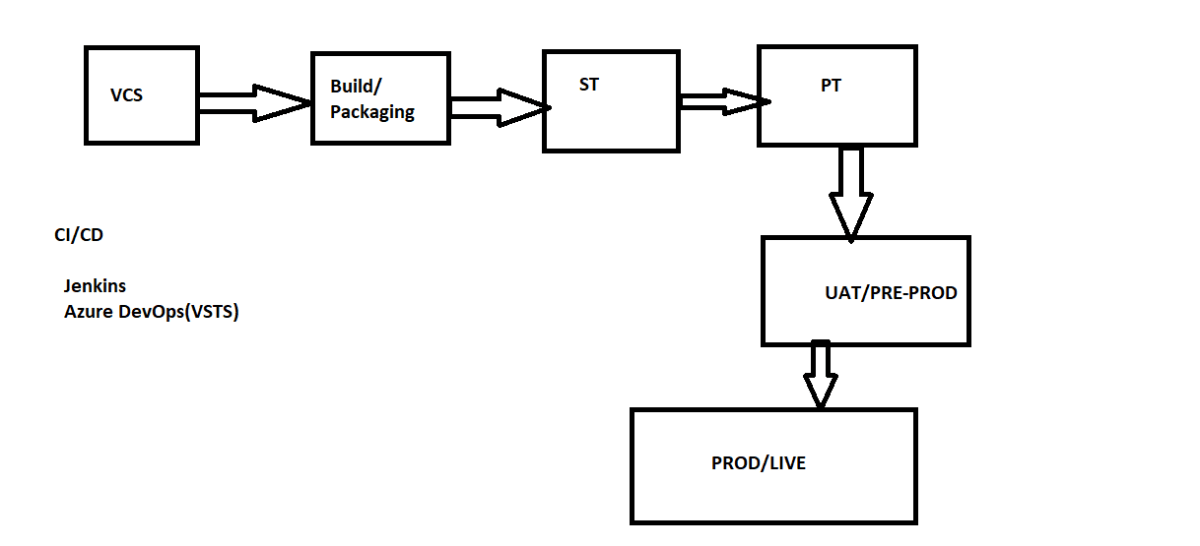 VCS
Build/
Packaging
ST
PT
CI/CD
Jenkins
Azure DevOps(VSTS)
UAT/PRE-PROD
PROD/LIVE